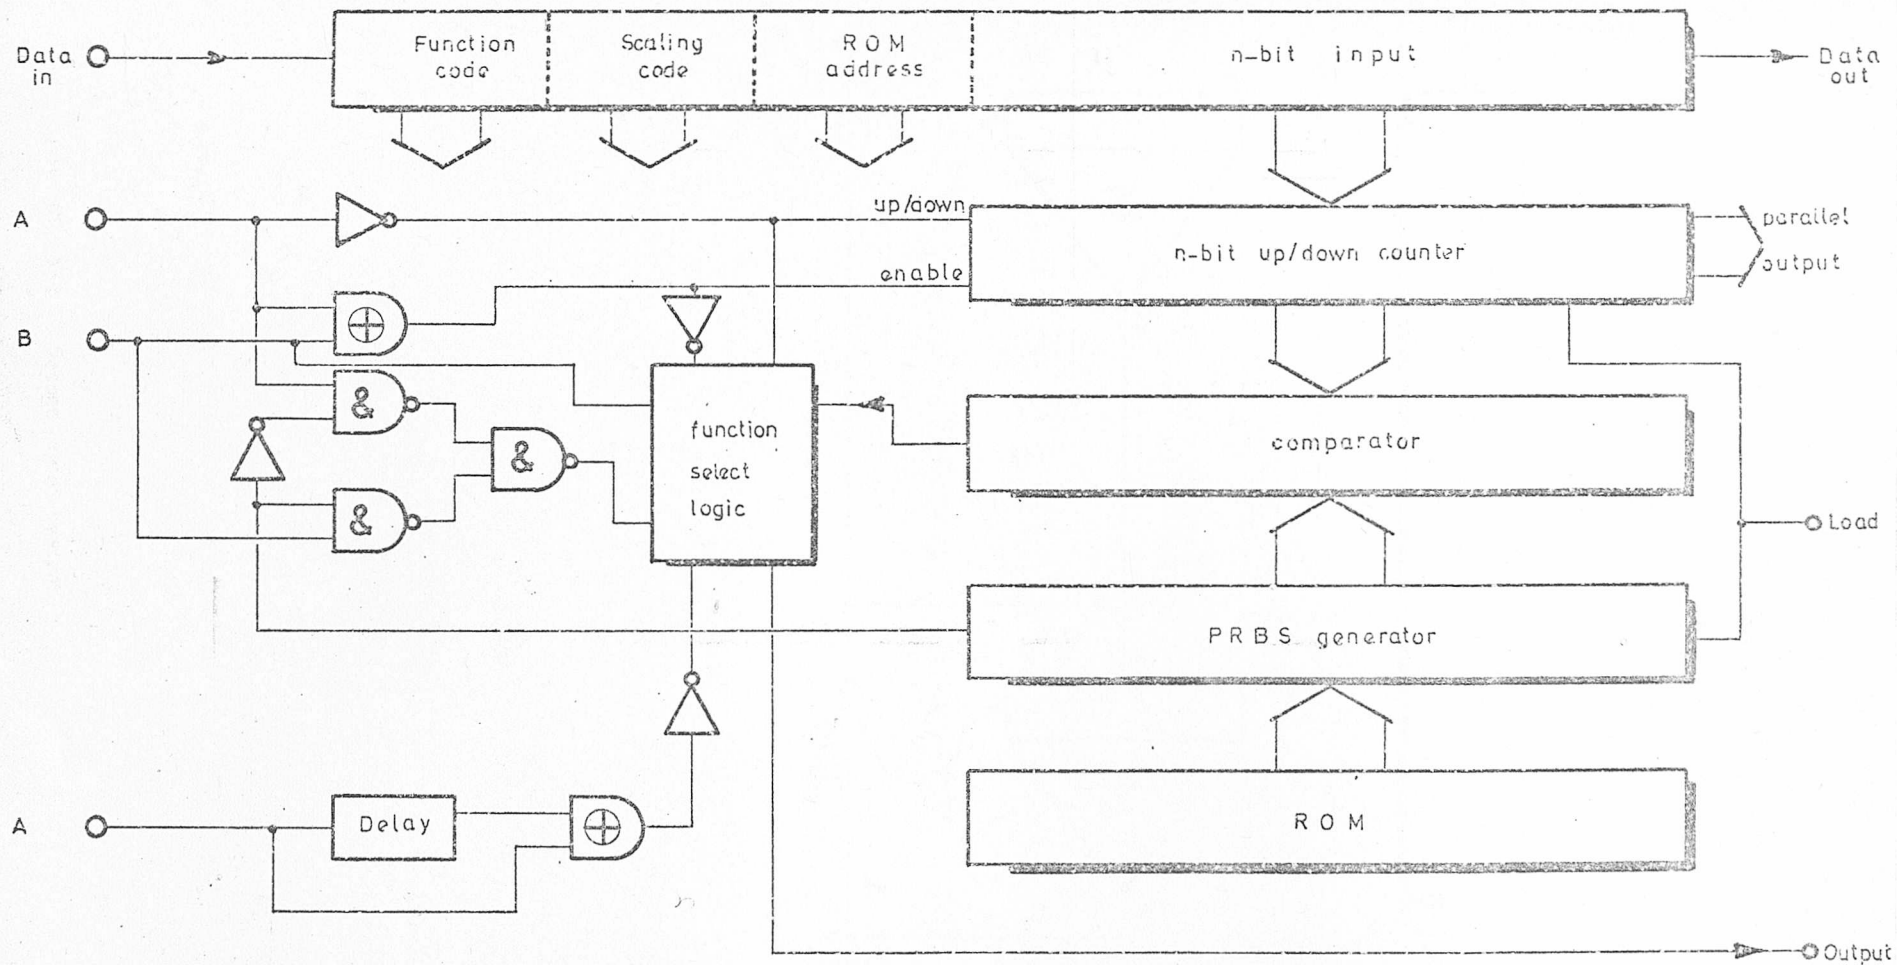 Data
in
Function
code
Scaling
code
ROM
address
n-bit input
Data
out
A
up/down
n-bit up/down counter
parallel
output
enable
B
⊕
&
&
&
function
select
logic
comparator
Load
PRBS generator
A
Delay
⊕
ROM
Output